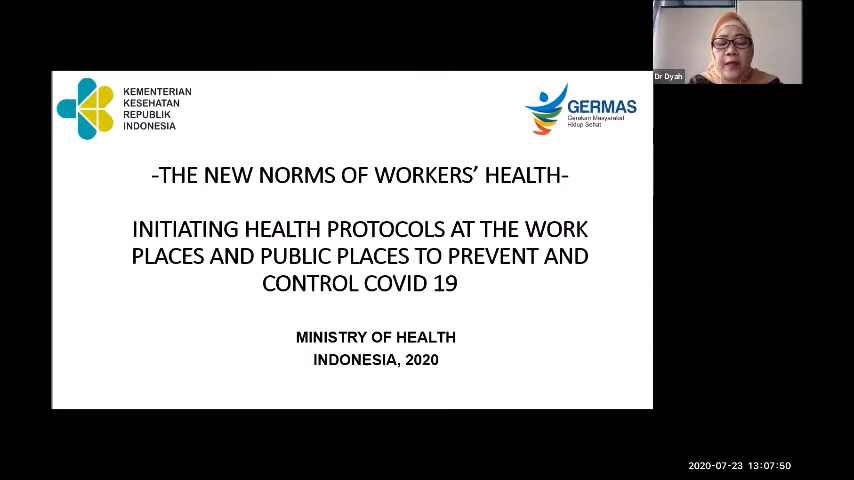 Dr Dyah
KEMENTERIAN
KESEHATAN
REPUBLIK
INDONESIA
GERMAS
Gerakan Masyarakat
Hidup Sehat
-THE NEW NORMS OF WORKERS’ HEALTH-
INITIATING HEALTH PROTOCOLS AT THE WORK
PLACES AND PUBLIC PLACES TO PREVENT AND
CONTROL COVID 19
MINISTRY OF HEALTH
INDONESIA, 2020
2020-07-23 13:07:50